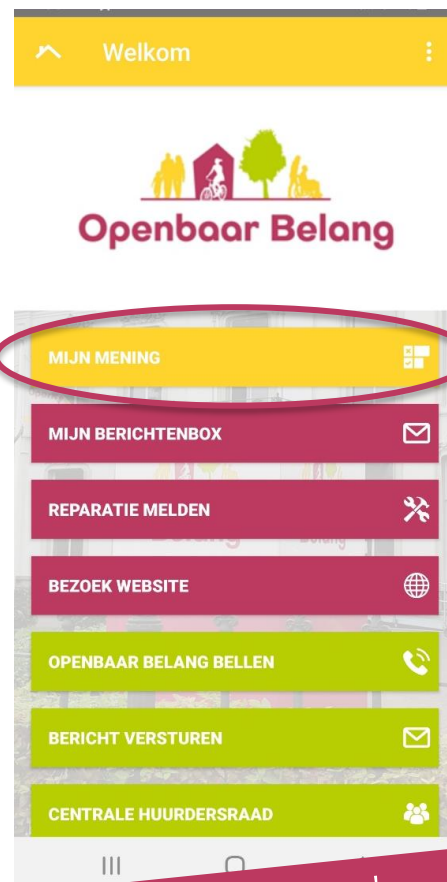 Welkom
Openbaar Belang
MIJN MENING
MIJN BERICHTENBOX
REPARATIE MELDEN
BEZOEK WEBSITE
OPENBAAR BELANG BELLEN
BERICHT VERSTUREN
CENTRALE HUURDERSRAAD